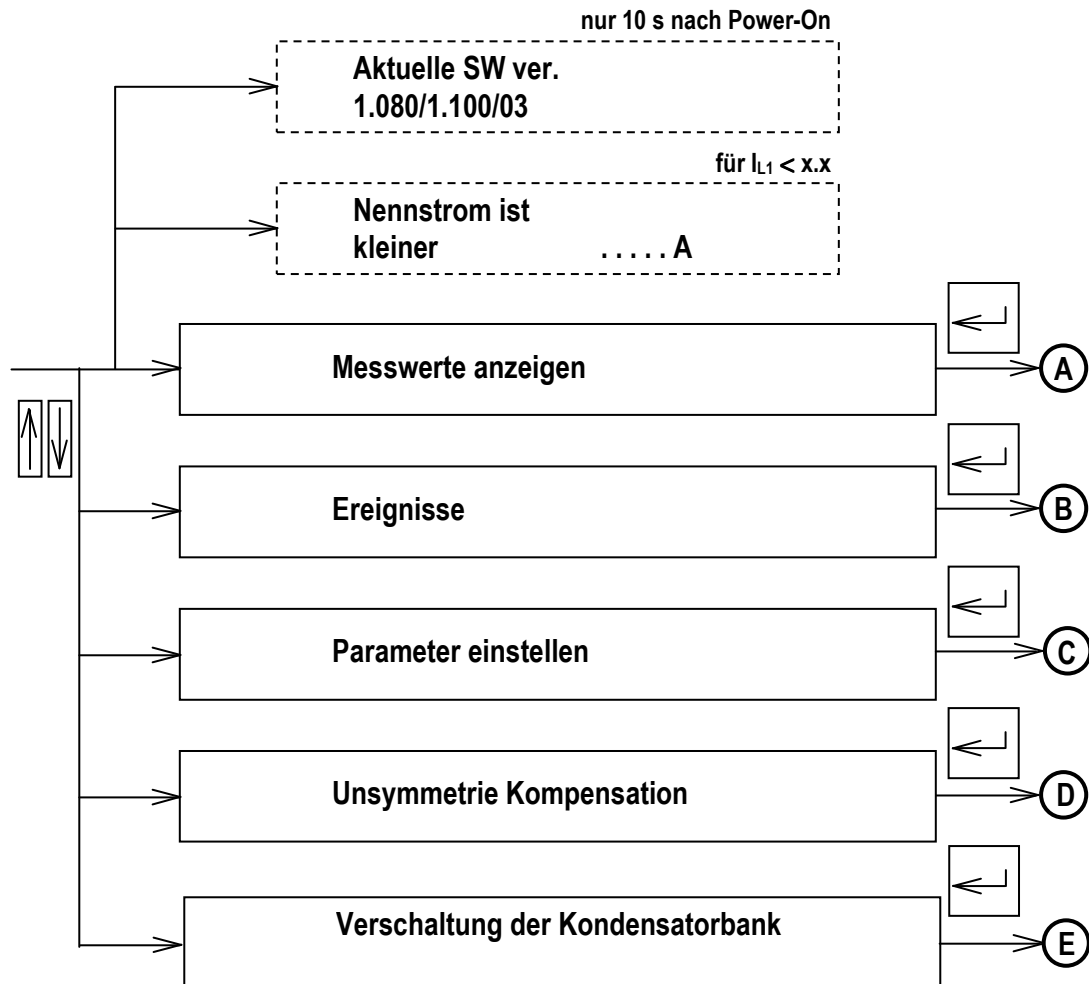 nur 10 s nach Power-On
Aktuelle SW ver.
1.080/1.100/03
für IL1 < x.x
Nennstrom ist
kleiner . . . . . A
Messwerte anzeigen
A
Ereignisse
B
Parameter einstellen
C
Unsymmetrie Kompensation
D
Verschaltung der Kondensatorbank
E